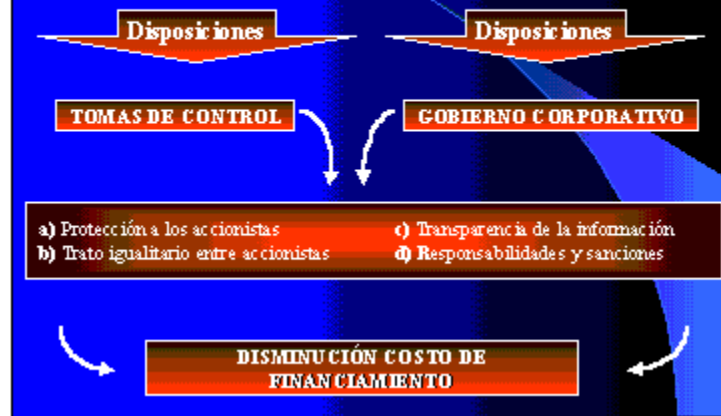 Disposiciones
Disposiciones
TOMAS DE CONTROL
GOBIERNO CORPORATIVO
a) Protección a los accionistas
c) Transparencia de la información
b) Trato igualitario entre accionistas
d) Responsabilidades y sanciones
DISMINUCIÓN COSTO DE
FINANCIAMIENTO